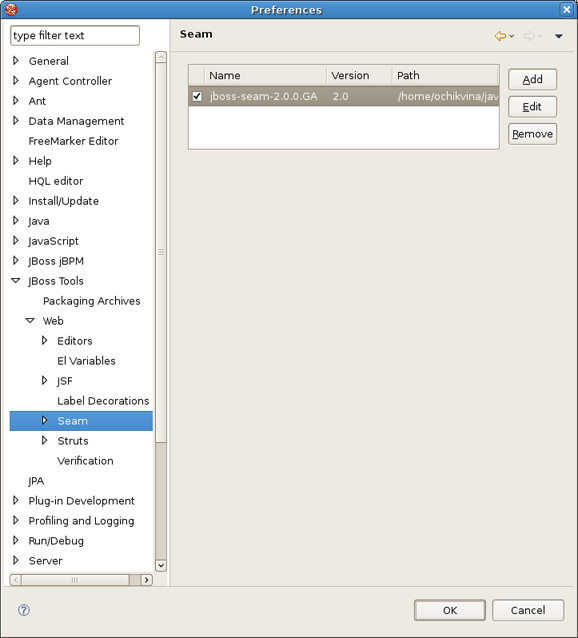 Preferences
type filter text
General
Agent Controller
Ant
Data Management
FreeMarker Editor
Help
HQL editor
Install/Update
Java
JavaScript
JBoss jBPM
JBoss Tools
Packaging Archives
Web
Editors
El Variables
JSF
Label Decorations
Seam
Struts
Verification
JPA
Plug-in Development
Profiling and Logging
Run/Debug
Server
Seam
Name Version Path
jboss-seam-2.0.0.GA 2.0 /home/ochikvina/jav
Add
Edit
Remove
?
OK Cancel